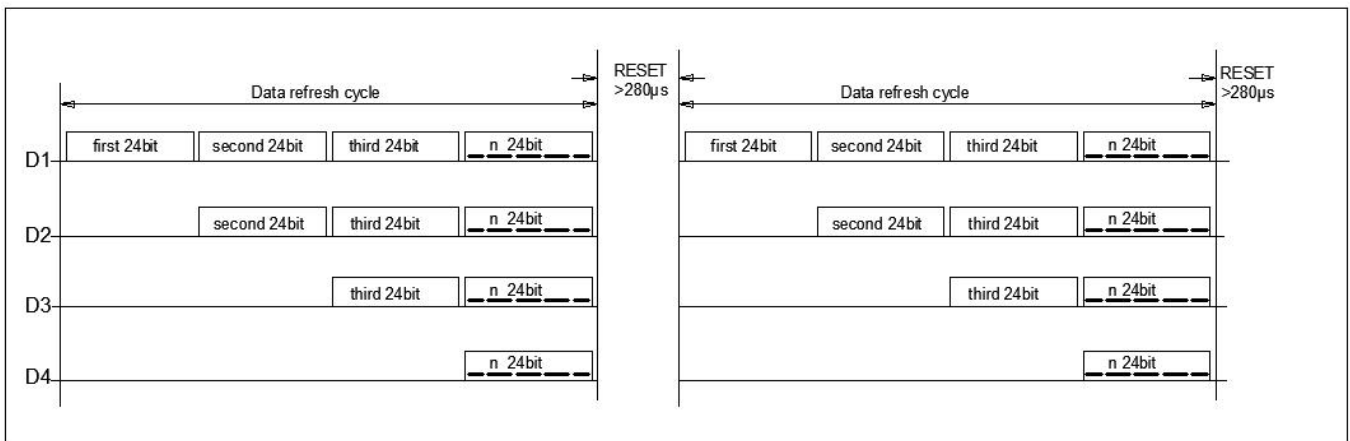 RESET
>280μs
RESET
>280μs
Data refresh cycle
Data refresh cycle
D1 first 24bit second 24bit third 24bit n 24bit first 24bit second 24bit third 24bit n 24bit
D2 second 24bit third 24bit n 24bit second 24bit third 24bit n 24bit
D3 third 24bit n 24bit third 24bit n 24bit
D4 n 24bit n 24bit